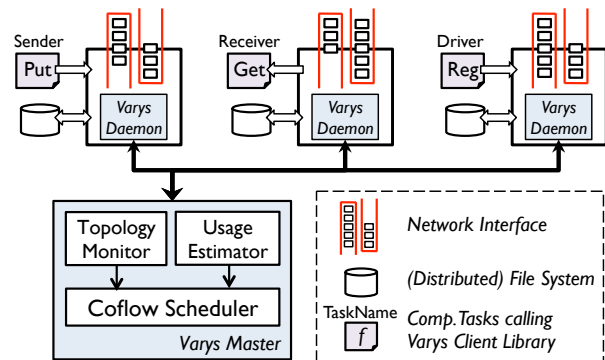 Sender
Put
Varys
Daemon
Receiver
Get
Varys
Daemon
Driver
Reg
Varys
Daemon
Topology
Monitor
Usage
Estimator
Coflow Scheduler
Varys Master
Network Interface
(Distributed) File System
TaskName
f
Comp.Tasks calling
Varys Client Library